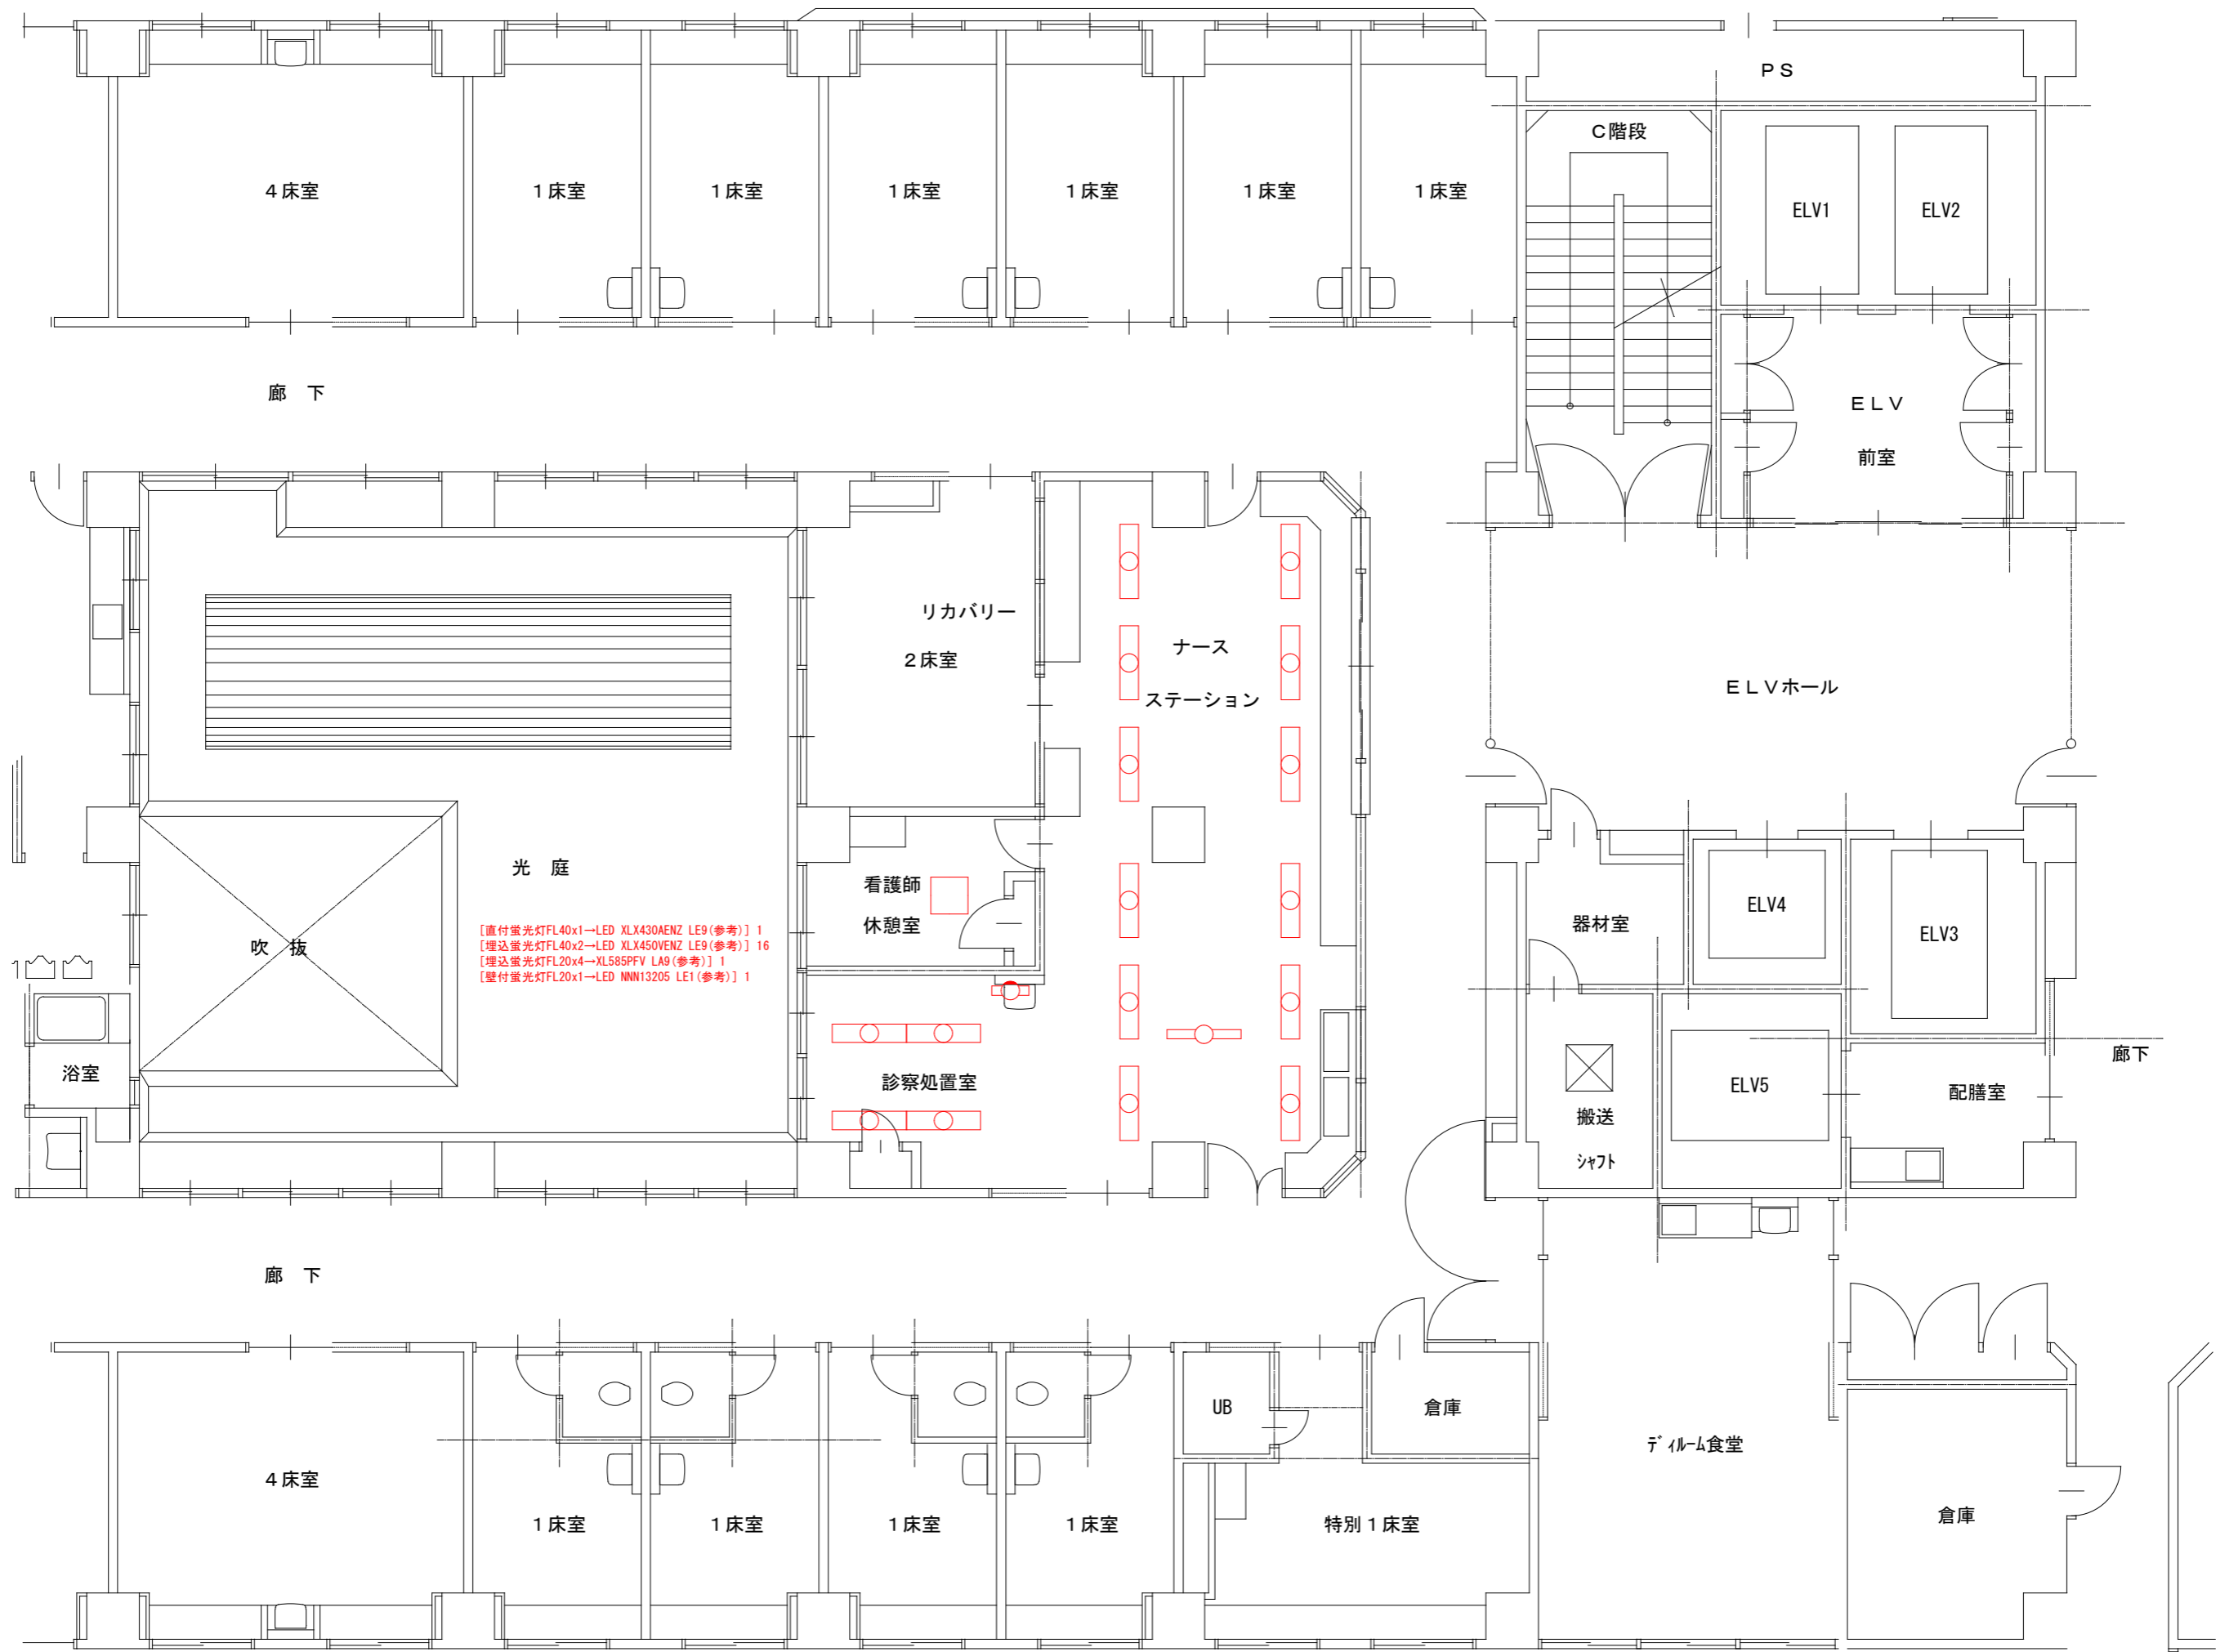 ＰＳ
Ｃ階段
４床室
１床室
１床室
１床室
１床室
１床室
１床室
ELV1
ELV2
廊　下
ＥＬＶ
前室
リカバリー
２床室
ナース
ステーション
ＥＬＶホール
光　庭
吹　抜
看護師
休憩室
[直付蛍光灯FL40x1→LED XLX430AENZ LE9(参考)] 1
[埋込蛍光灯FL40x2→LED XLX450VENZ LE9(参考)] 16
[埋込蛍光灯FL20x4→XL585PFV LA9(参考)] 1
[壁付蛍光灯FL20x1→LED NNN13205 LE1(参考)] 1
器材室
ELV4
ELV3
浴室
診察処置室
ELV5
搬送
ｼｬﾌﾄ
配膳室
廊下
廊　下
UB
倉庫
ﾃﾞｨﾙｰﾑ食堂
４床室
１床室
１床室
１床室
１床室
特別１床室
倉庫